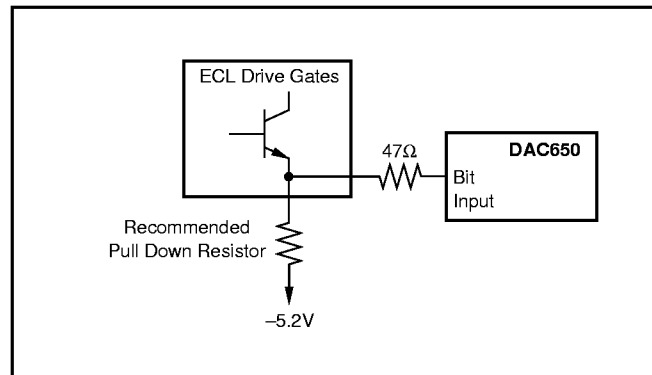 ECL Drive Gates
47Ω
DAC650
Bit
Input
Recommended
Pull Down Resistor
–5.2V